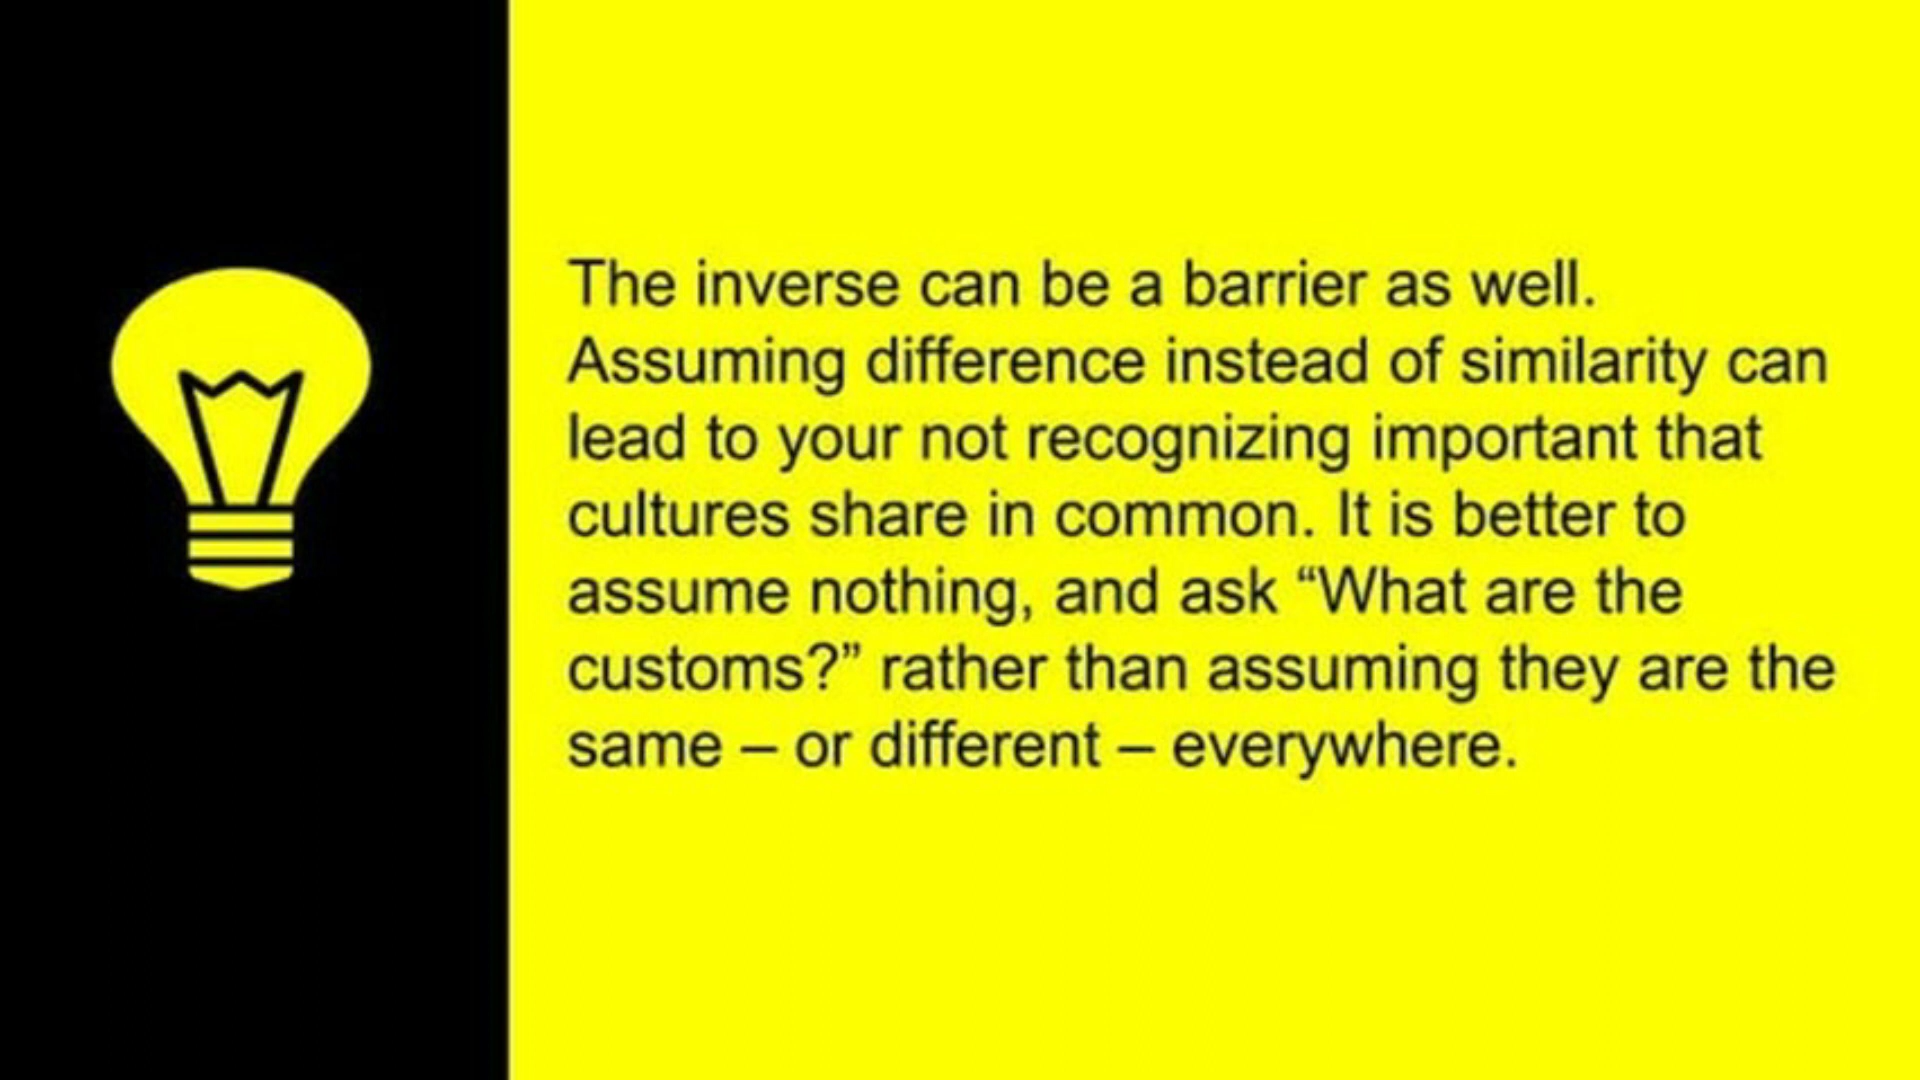 The inverse can be a barrier as well.
Assuming difference instead of similarity can
lead to your not recognizing important that
cultures share in common. It is better to
assume nothing, and ask “What are the
customs?” rather than assuming they are the
same – or different – everywhere.